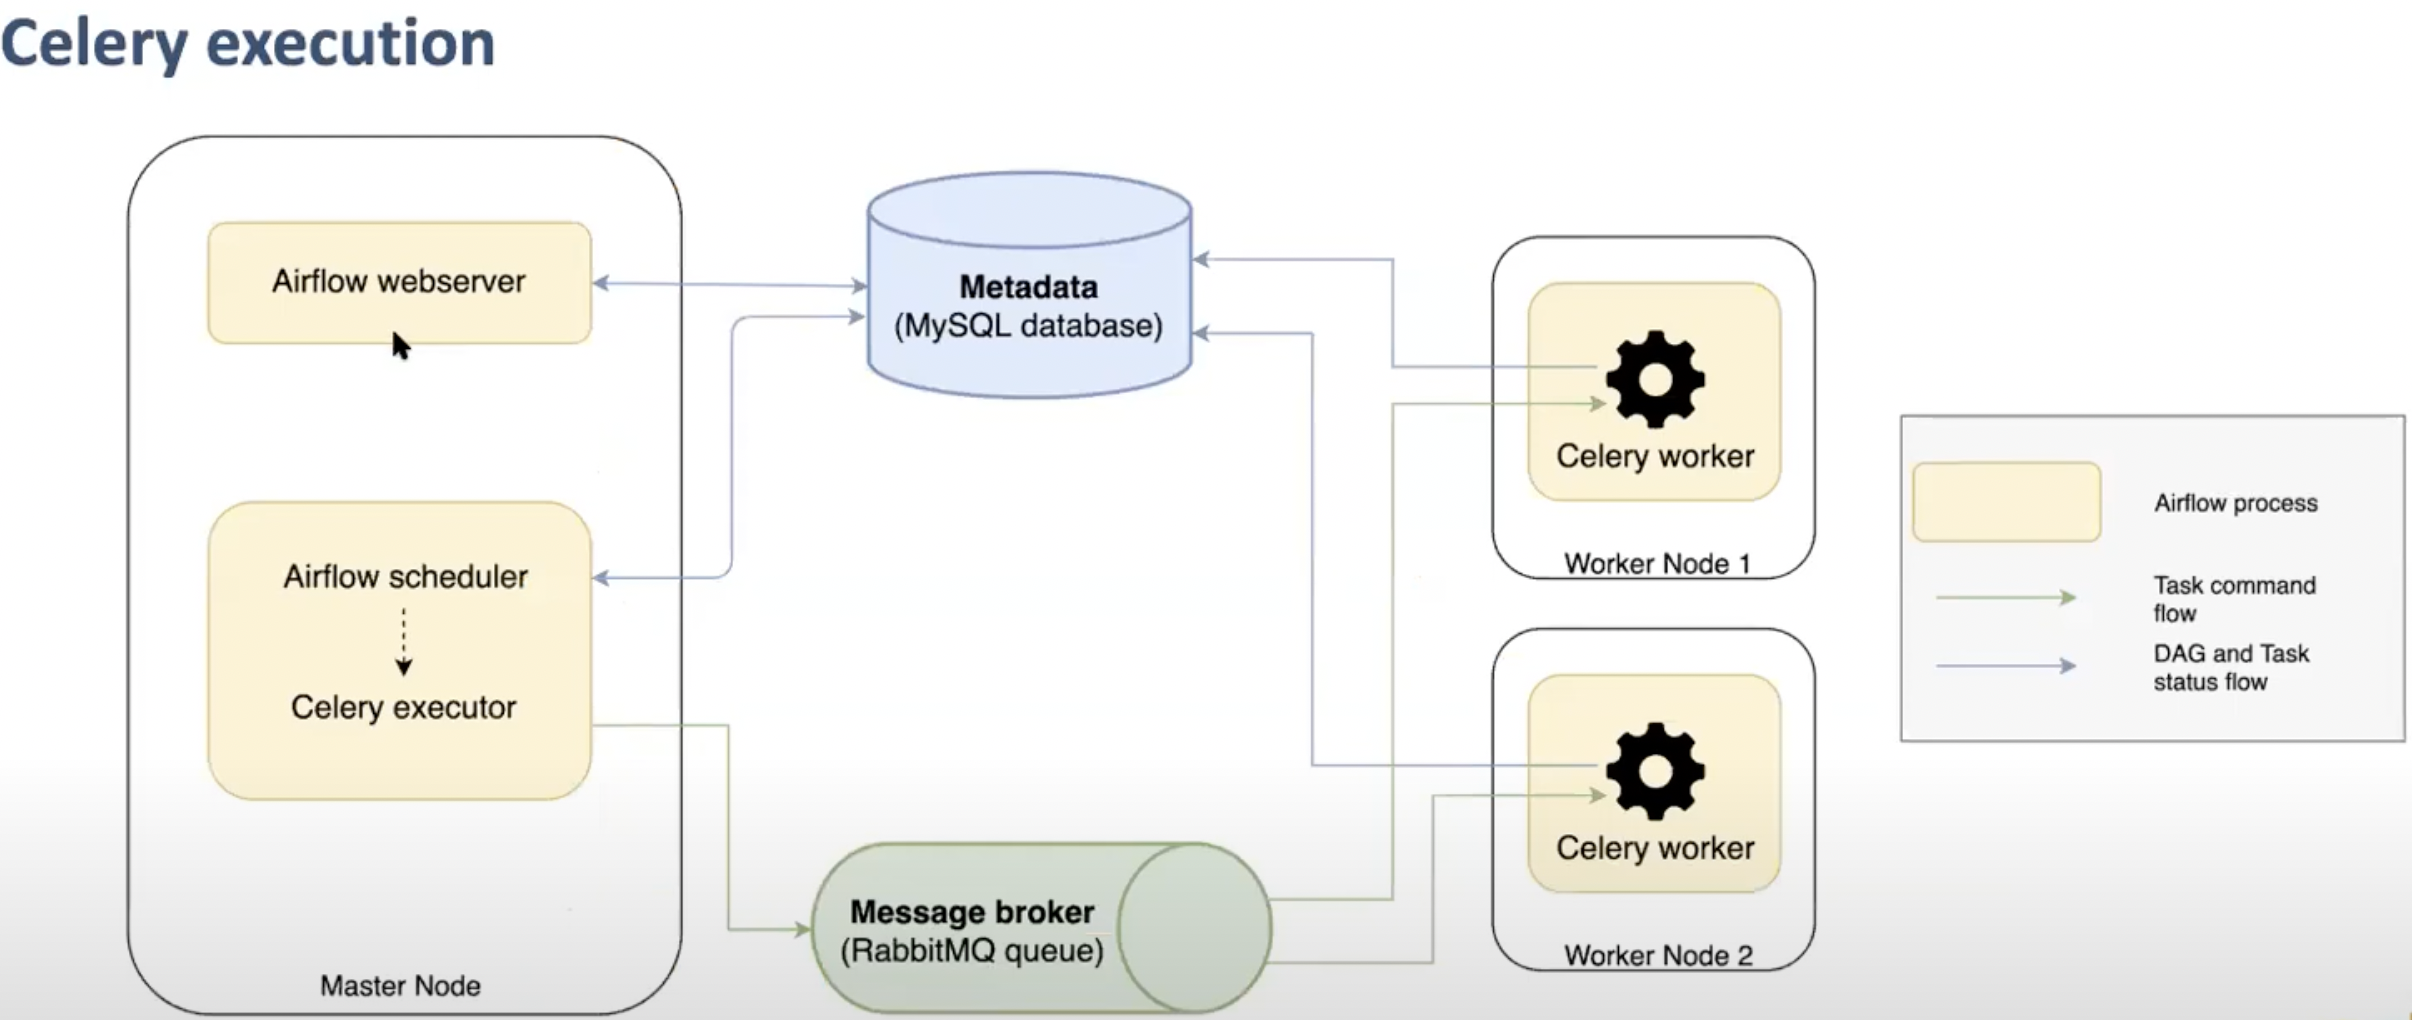 Celery execution
Airflow webserver
Metadata
(MySQL database)
Celery worker
Worker Node 1
Airflow scheduler
Celery executor
Celery worker
Worker Node 2
Message broker
(RabbitMQ queue)
Master Node
Airflow process
Task command
flow
DAG and Task
status flow